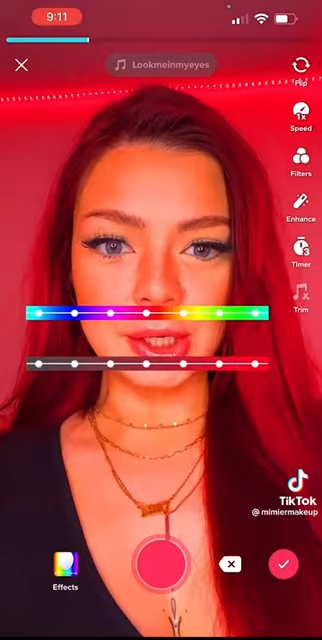 9:11
Lookmeinmyeyes
Flip
1x
Speed
Filters
Enhance
3
Timer
Trim
TikTok
@ mimiermakeup
Effects